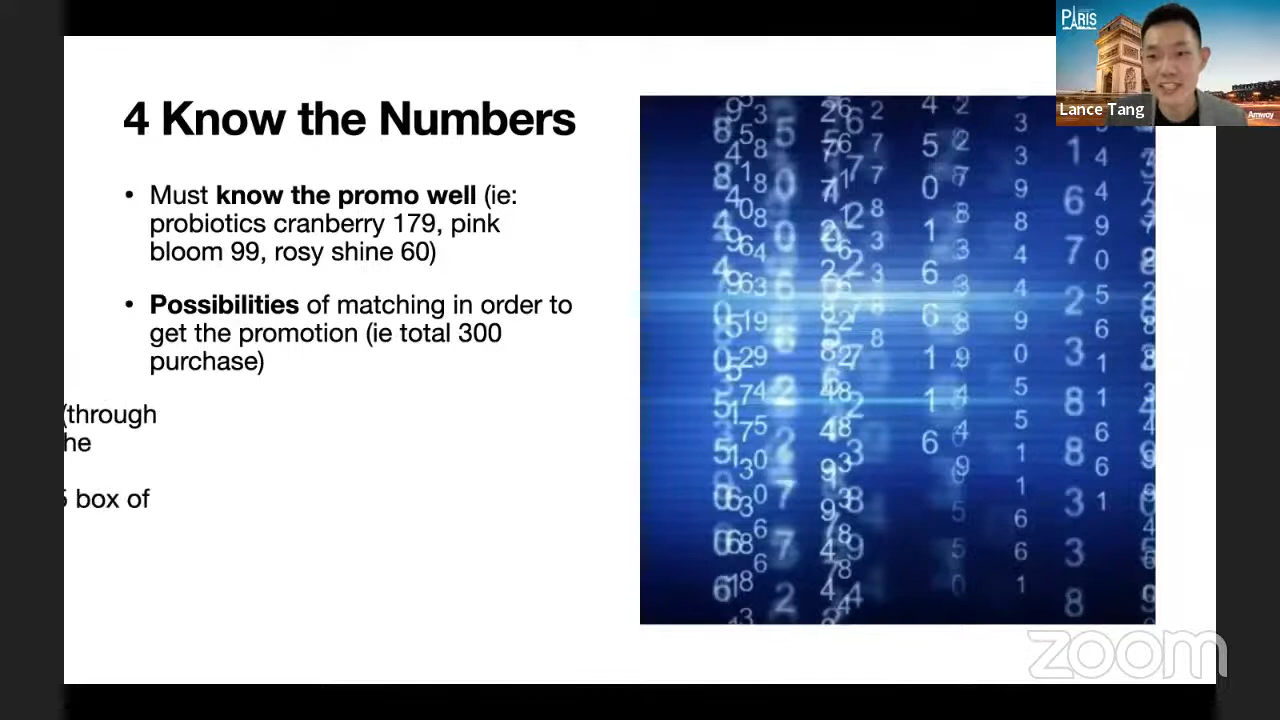 PARIS
Lance Tang
Amway
4 Know the Numbers
• Must know the promo well (ie:
probiotics cranberry 179, pink
bloom 99, rosy shine 60)
• Possibilities of matching in order to
get the promotion (ie total 300
purchase)
(through
he
5 box of
zoom